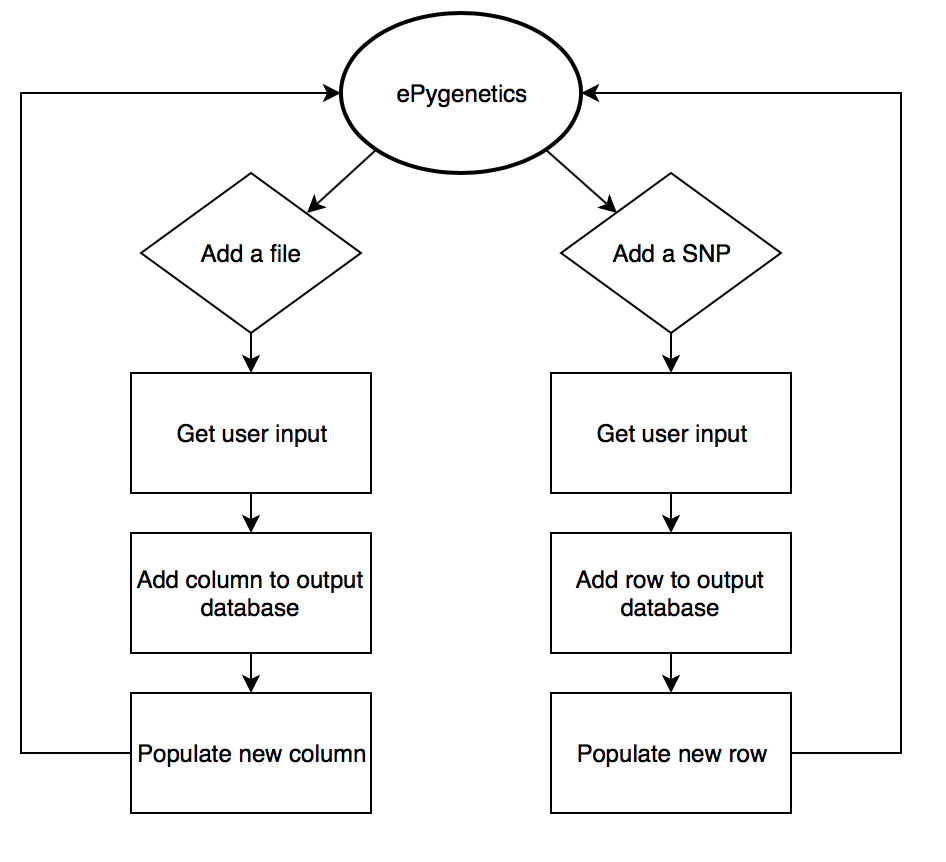 ePygenetics
Add a file
Add a SNP
Get user input
Get user input
Add column to output
database
Add row to output
database
Populate new column
Populate new row